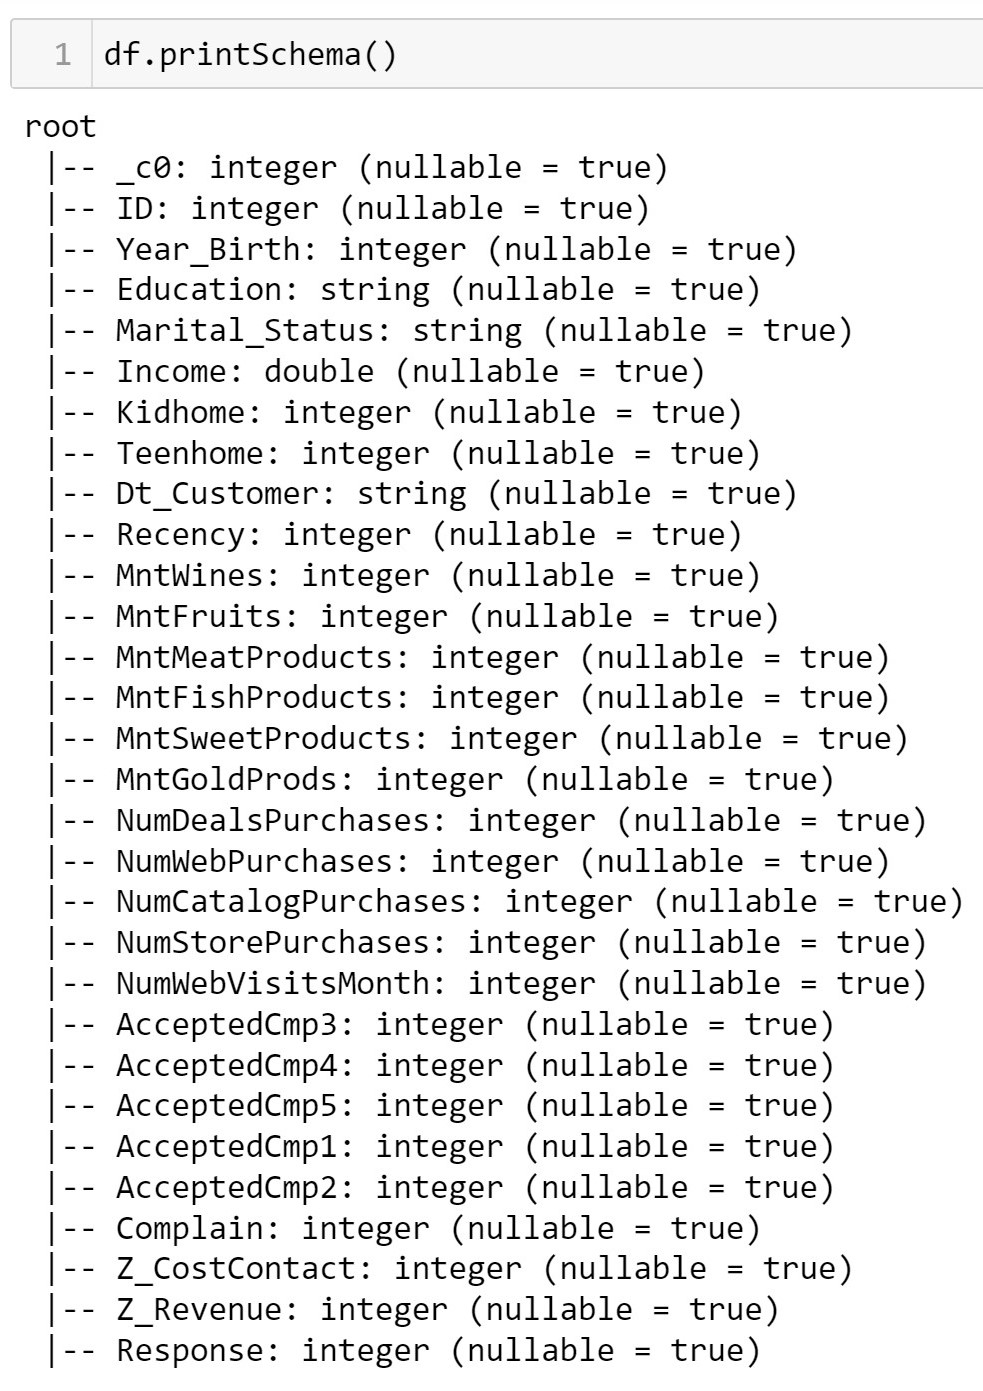 1 df.printSchema()
root
|-- _c0: integer (nullable = true)
|-- ID: integer (nullable = true)
|-- Year_Birth: integer (nullable = true)
|-- Education: string (nullable = true)
|-- Marital_Status: string (nullable = true)
|-- Income: double (nullable = true)
|-- Kidhome: integer (nullable = true)
|-- Teenhome: integer (nullable = true)
|-- Dt_Customer: string (nullable = true)
|-- Recency: integer (nullable = true)
|-- MntWines: integer (nullable = true)
|-- MntFruits: integer (nullable = true)
|-- MntMeatProducts: integer (nullable = true)
|-- MntFishProducts: integer (nullable = true)
|-- MntSweetProducts: integer (nullable = true)
|-- MntGoldProds: integer (nullable = true)
|-- NumDealsPurchases: integer (nullable = true)
|-- NumWebPurchases: integer (nullable = true)
|-- NumCatalogPurchases: integer (nullable = true)
|-- NumStorePurchases: integer (nullable = true)
|-- NumWebVisitsMonth: integer (nullable = true)
|-- AcceptedCmp3: integer (nullable = true)
|-- AcceptedCmp4: integer (nullable = true)
|-- AcceptedCmp5: integer (nullable = true)
|-- AcceptedCmp1: integer (nullable = true)
|-- AcceptedCmp2: integer (nullable = true)
|-- Complain: integer (nullable = true)
|-- Z_CostContact: integer (nullable = true)
|-- Z_Revenue: integer (nullable = true)
|-- Response: integer (nullable = true)